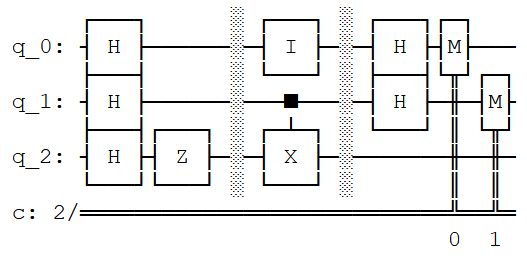 q_0: H I H M
q_1: H H M
q_2: H Z X
c: 2/
0 1